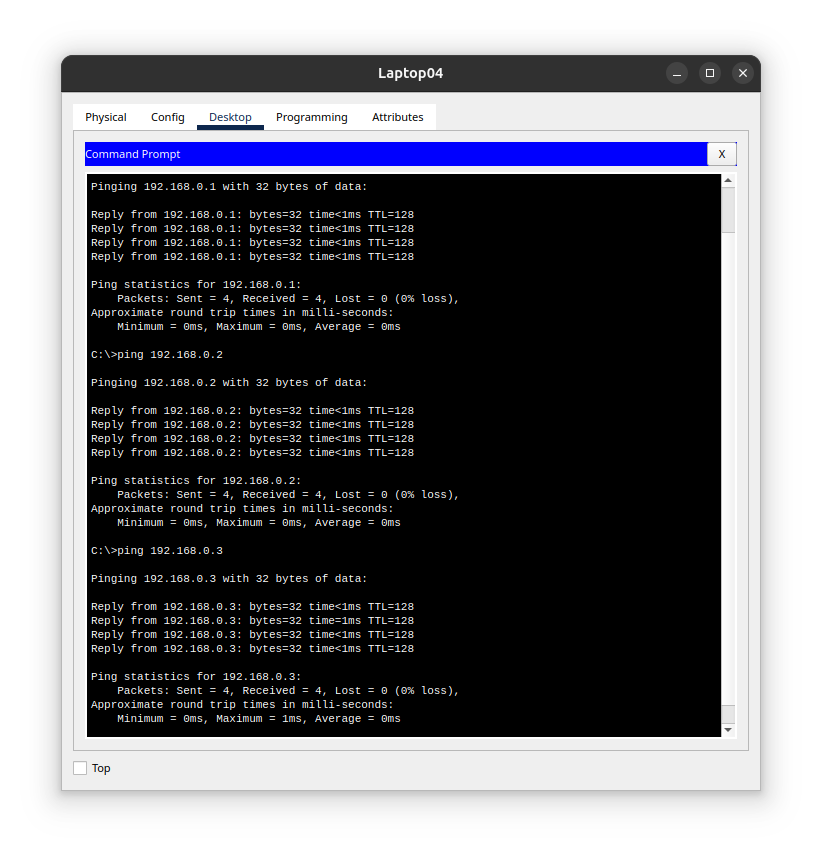 Laptop04
Physical Config Desktop Programming Attributes
Command Prompt X
Pinging 192.168.0.1 with 32 bytes of data:
Reply from 192.168.0.1: bytes=32 time<1ms TTL=128
Reply from 192.168.0.1: bytes=32 time<1ms TTL=128
Reply from 192.168.0.1: bytes=32 time<1ms TTL=128
Reply from 192.168.0.1: bytes=32 time<1ms TTL=128
Ping statistics for 192.168.0.1:
    Packets: Sent = 4, Received = 4, Lost = 0 (0% loss),
Approximate round trip times in milli-seconds:
    Minimum = 0ms, Maximum = 0ms, Average = 0ms
C:\>ping 192.168.0.2
Pinging 192.168.0.2 with 32 bytes of data:
Reply from 192.168.0.2: bytes=32 time<1ms TTL=128
Reply from 192.168.0.2: bytes=32 time<1ms TTL=128
Reply from 192.168.0.2: bytes=32 time<1ms TTL=128
Reply from 192.168.0.2: bytes=32 time<1ms TTL=128
Ping statistics for 192.168.0.2:
    Packets: Sent = 4, Received = 4, Lost = 0 (0% loss),
Approximate round trip times in milli-seconds:
    Minimum = 0ms, Maximum = 0ms, Average = 0ms
C:\>ping 192.168.0.3
Pinging 192.168.0.3 with 32 bytes of data:
Reply from 192.168.0.3: bytes=32 time<1ms TTL=128
Reply from 192.168.0.3: bytes=32 time=1ms TTL=128
Reply from 192.168.0.3: bytes=32 time<1ms TTL=128
Reply from 192.168.0.3: bytes=32 time<1ms TTL=128
Ping statistics for 192.168.0.3:
    Packets: Sent = 4, Received = 4, Lost = 0 (0% loss),
Approximate round trip times in milli-seconds:
    Minimum = 0ms, Maximum = 1ms, Average = 0ms
Top